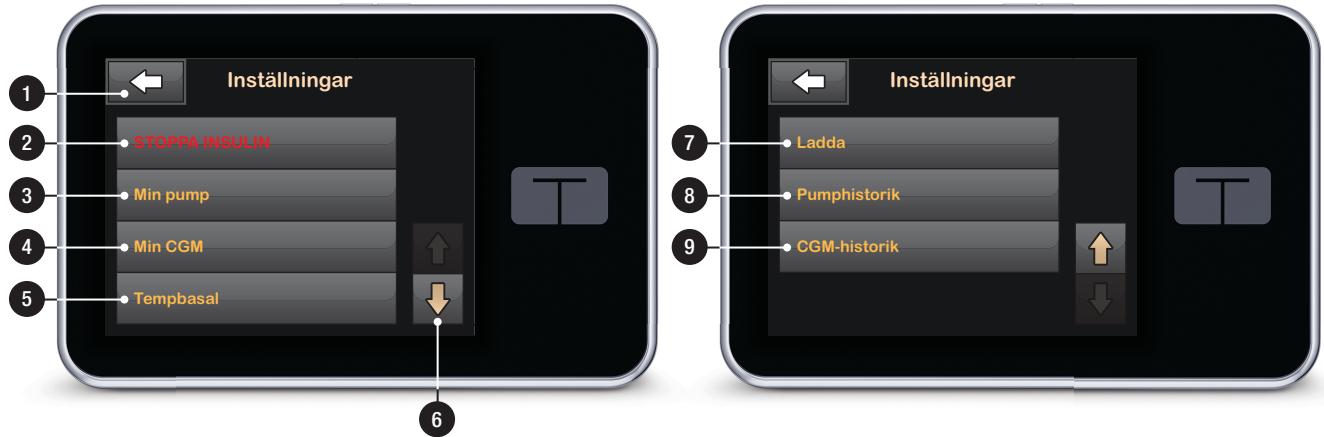 Inställningar
1
2 STOPPA INSULIN
3 Min pump
4 Min CGM
5 Tempbasal
6
Inställningar
7 Ladda
8 Pumphistorik
9 CGM-historik